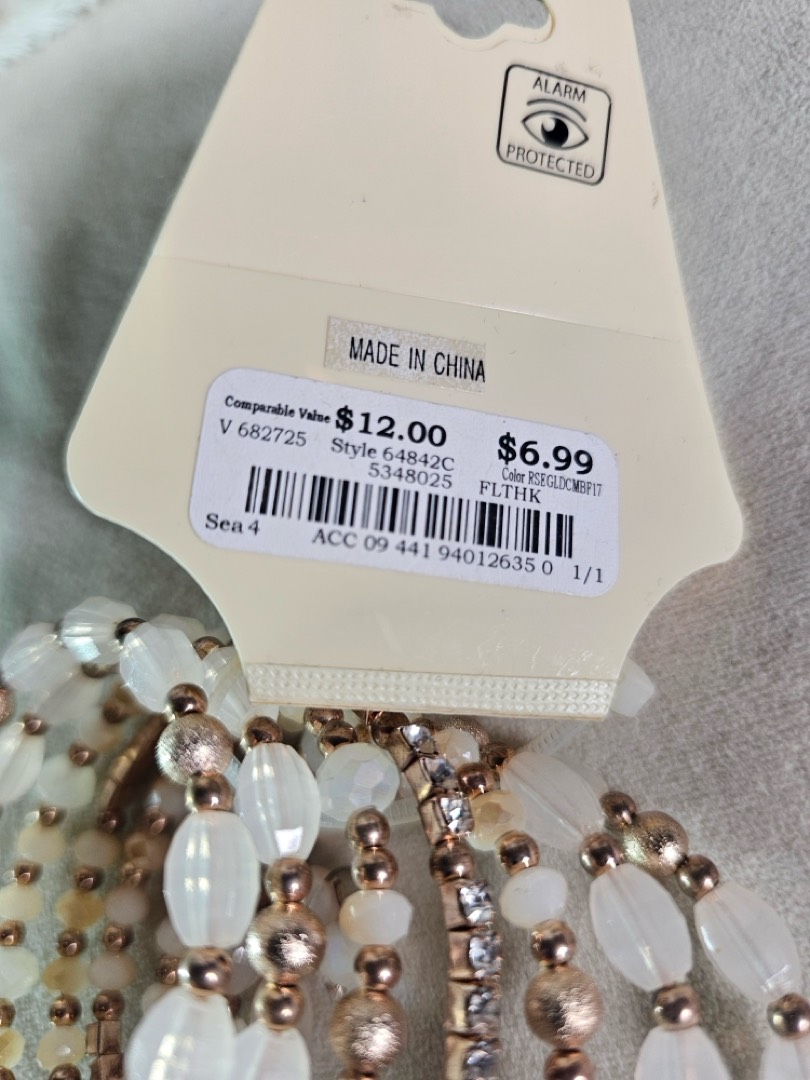 ALARM
PROTECTED
MADE IN CHINA
Comparable Value $12.00 $6.99
V 682725 Style 64842C Color RSEGLDCMBF17
5348025 FLTHK
Sea 4 ACC 09 441 94012635 0 1/1